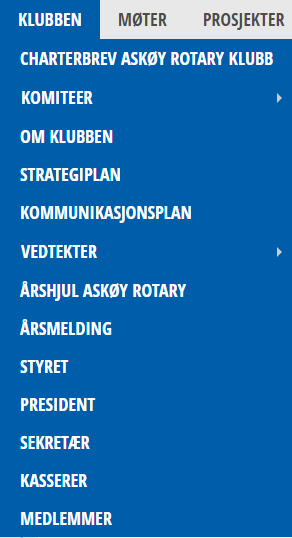 KLUBBEN MØTER PROSJEKTER
CHARTERBREV ASKØY ROTARY KLUBB
KOMITEER
OM KLUBBEN
STRATEGIPLAN
KOMMUNIKASJONSPLAN
VEDTEKTER
ÅRSHJUL ASKØY ROTARY
ÅRSMELDING
STYRET
PRESIDENT
SEKRETÆR
KASSERER
MEDLEMMER